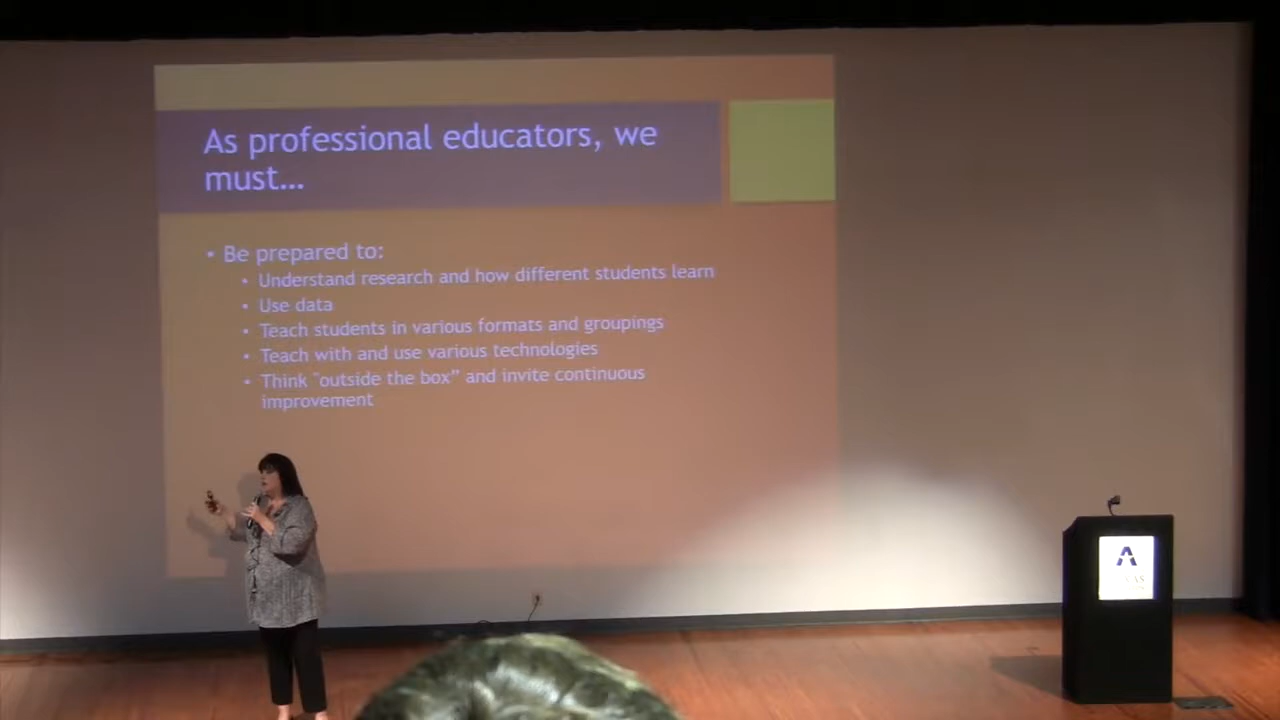 As professional educators, we
must...
• Be prepared to:
• Understand research and how different students learn
• Use data
• Teach students in various formats and groupings
• Teach with and use various technologies
• Think "outside the box” and invite continuous
improvement
A